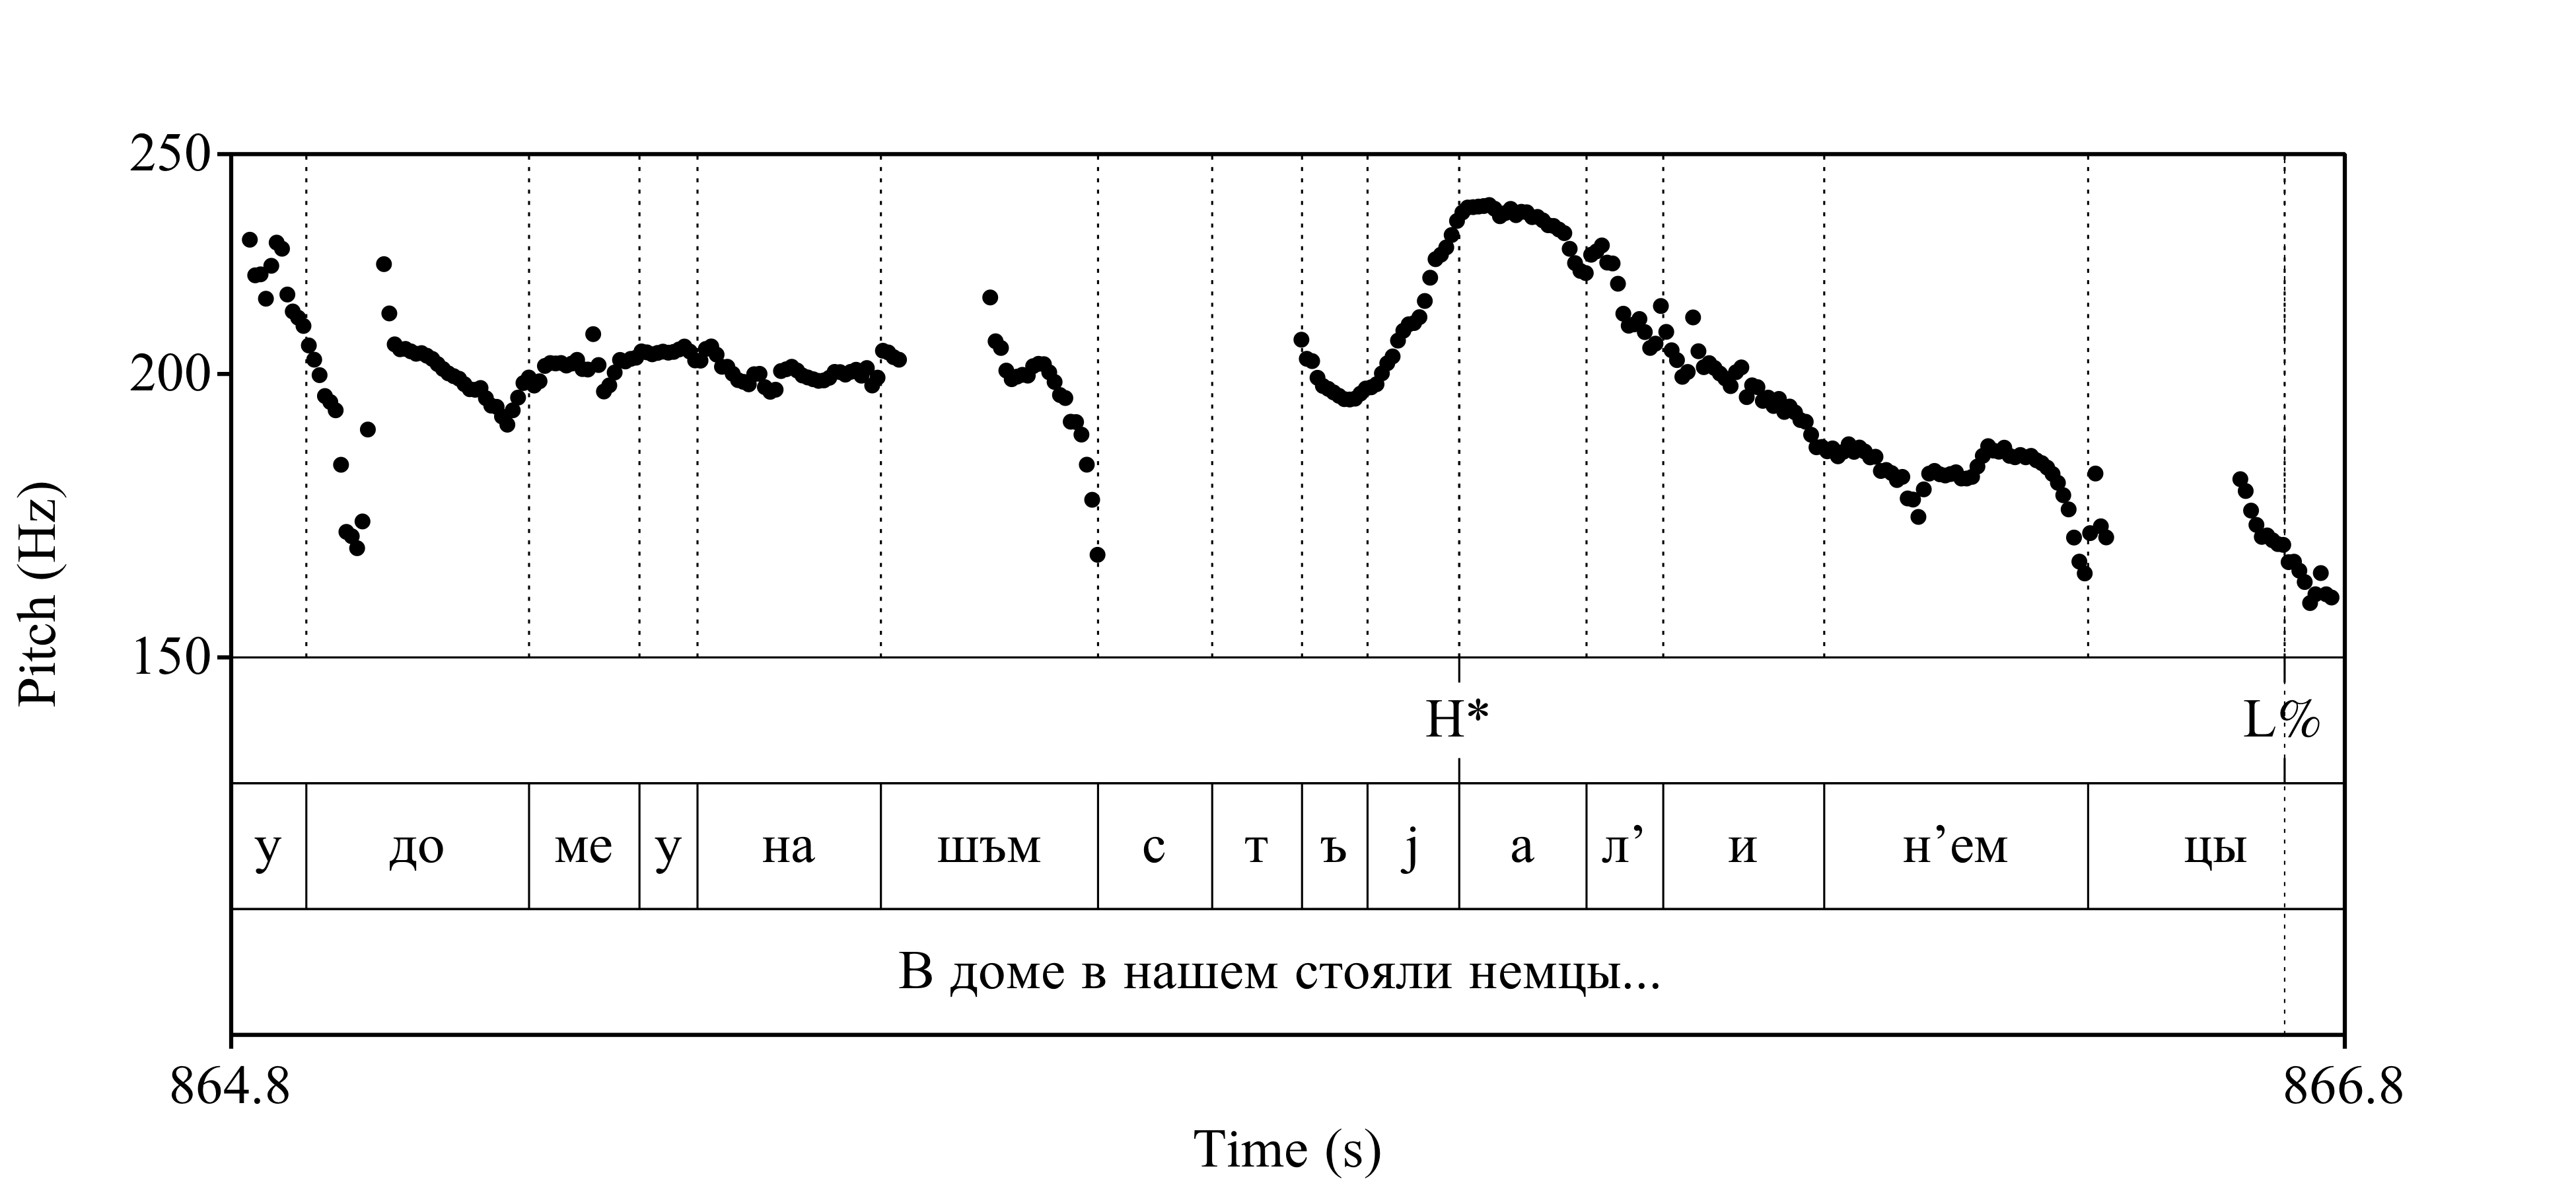 250
200
150
Pitch (Hz)
H* L%
у до ме у на шъм с т ъ j а л’ и н’ем цы
В доме в нашем стояли немцы...
864.8 866.8
Time (s)